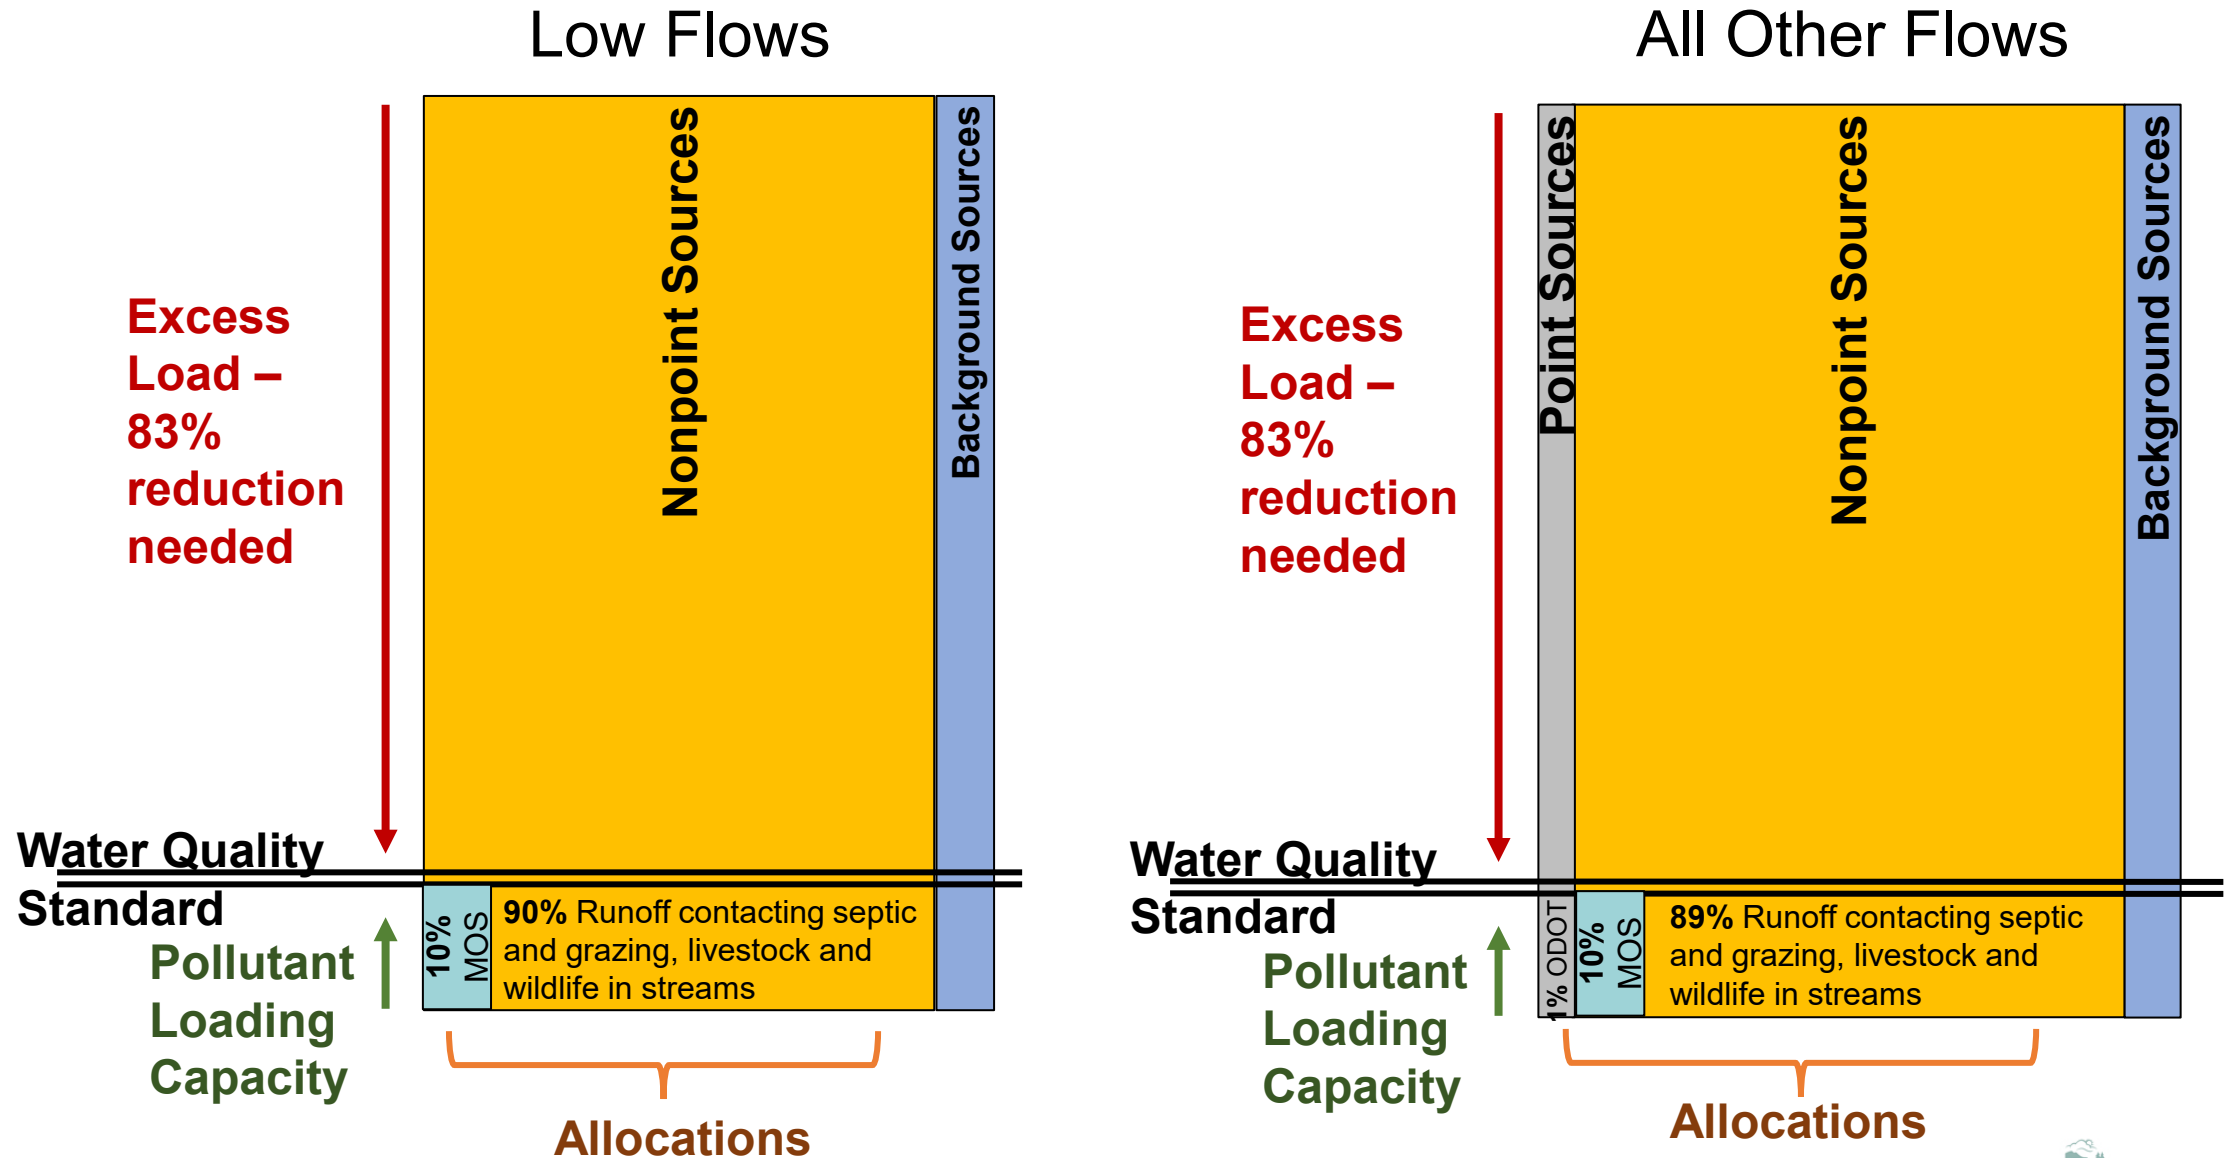 Low Flows
Excess
Load –
83%
reduction
needed
Nonpoint Sources
Background Sources
Water Quality
Standard
Pollutant
Loading
Capacity
10%
MOS
90% Runoff contacting septic
and grazing, livestock and
wildlife in streams
Allocations
All Other Flows
Excess
Load –
83%
reduction
needed
Point Sources
Nonpoint Sources
Background Sources
Water Quality
Standard
Pollutant
Loading
Capacity
1% ODOT
10%
MOS
89% Runoff contacting septic
and grazing, livestock and
wildlife in streams
Allocations